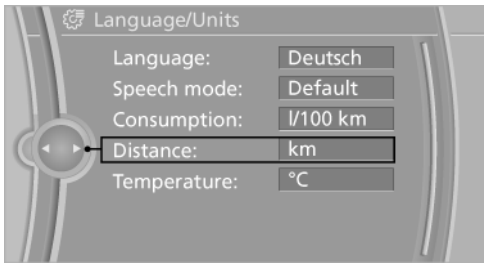 Language/Units
Language: Deutsch
Speech mode: Default
Consumption: l/100 km
Distance: km
Temperature: °C